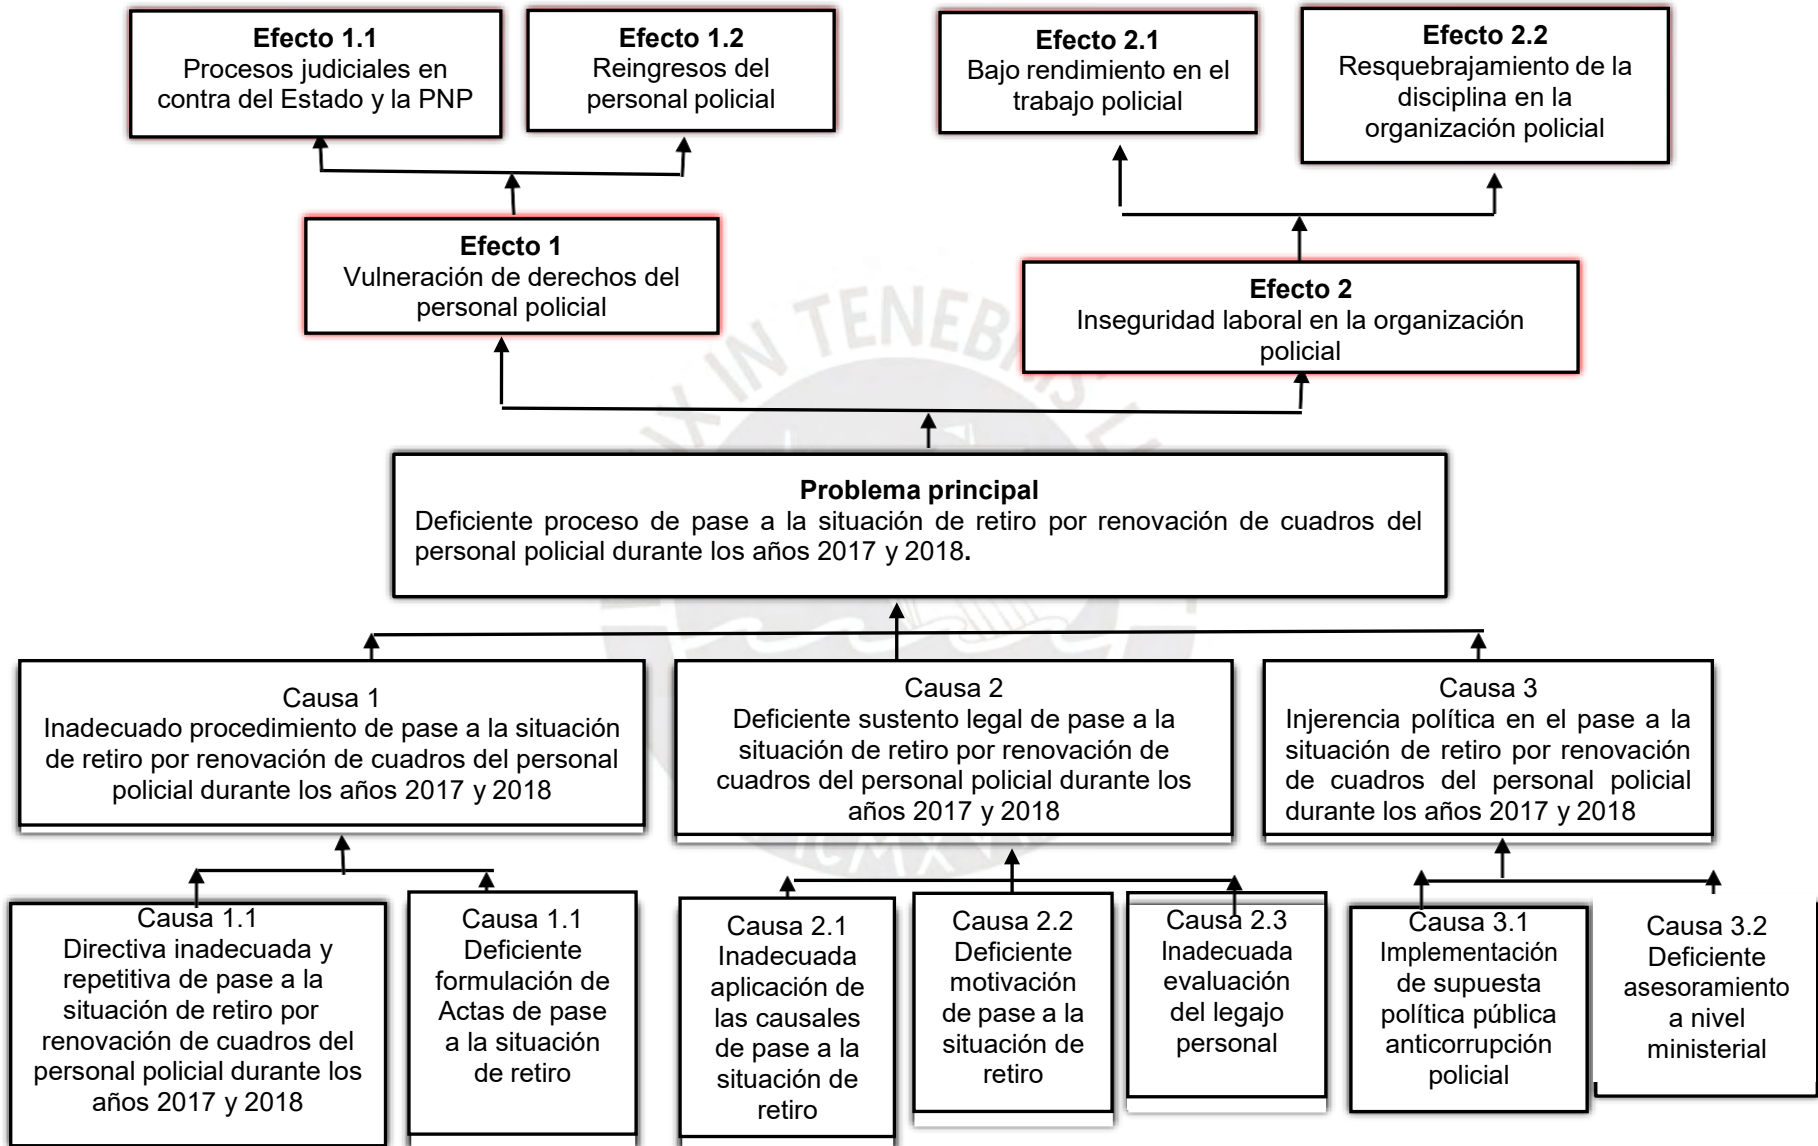 Efecto 1.1
Procesos judiciales en
contra del Estado y la PNP
Efecto 1.2
Reingresos del
personal policial
Efecto 2.1
Bajo rendimiento en el
trabajo policial
Efecto 2.2
Resquebrajamiento de la
disciplina en la
organización policial
Efecto 1
Vulneración de derechos del
personal policial
Efecto 2
Inseguridad laboral en la organización
policial
Problema principal
Deficiente proceso de pase a la situación de retiro por renovación de cuadros del
personal policial durante los años 2017 y 2018.
Causa 1
Inadecuado procedimiento de pase a la situación
de retiro por renovación de cuadros del personal
policial durante los años 2017 y 2018
Causa 2
Deficiente sustento legal de pase a la
situación de retiro por renovación de
cuadros del personal policial durante los
años 2017 y 2018
Causa 3
Injerencia política en el pase a la
situación de retiro por renovación
de cuadros del personal policial
durante los años 2017 y 2018
Causa 1.1
Directiva inadecuada y
repetitiva de pase a la
situación de retiro por
renovación de cuadros del
personal policial durante los
años 2017 y 2018
Causa 1.1
Deficiente
formulación de
Actas de pase
a la situación
de retiro
Causa 2.1
Inadecuada
aplicación de
las causales
de pase a la
situación de
retiro
Causa 2.2
Deficiente
motivación
de pase a la
situación de
retiro
Causa 2.3
Inadecuada
evaluación
del legajo
personal
Causa 3.1
Implementación
de supuesta
política pública
anticorrupción
policial
Causa 3.2
Deficiente
asesoramiento
a nivel
ministerial
IN TENEB